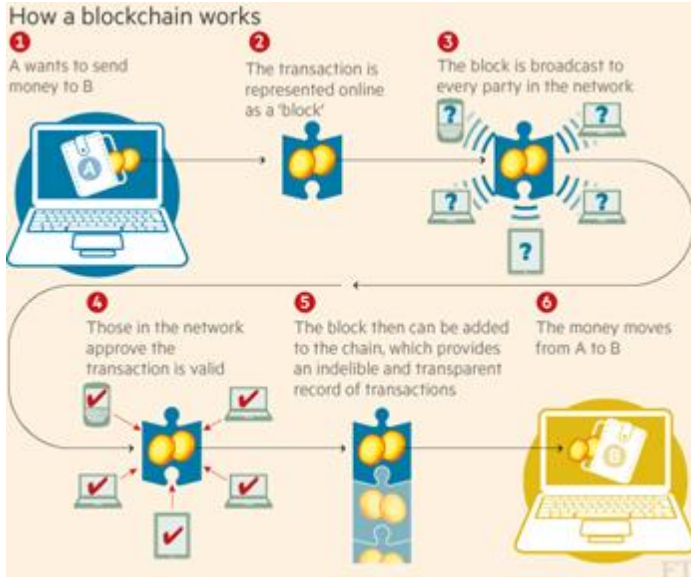 How a blockchain works
1
A wants to send
money to B
2
The transaction is
represented online
as a 'block'
3
The block is broadcast to
every party in the network
A
?
?
?
?
?
?
4
Those in the network
approve the
transaction is valid
5
The block then can be added
to the chain, which provides
an indelible and transparent
record of transactions
6
The money moves
from A to B
B
FT